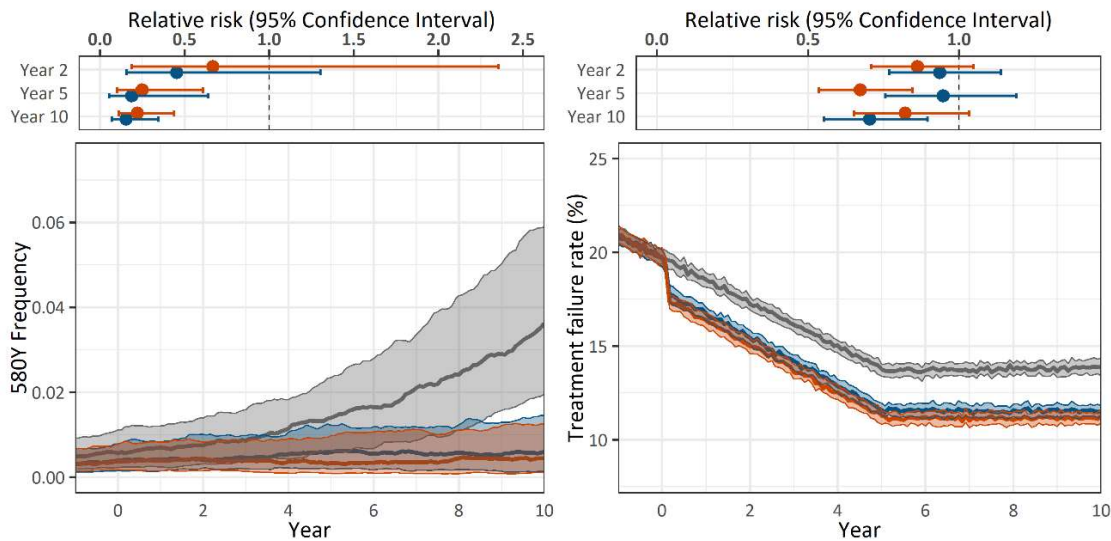 Relative risk (95% Confidence Interval)
0.0 0.5 1.0 1.5 2.0 2.5
Year 2
Year 5
Year 10
0.06
0.04
0.02
0.00
580Y Frequency
0 2 4 6 8 10
Year
Relative risk (95% Confidence Interval)
0.0 1.0
Year 2
Year 5
Year 10
25
20
15
10
Treatment failure rate (%)
0 2 4 6 8 10
Year